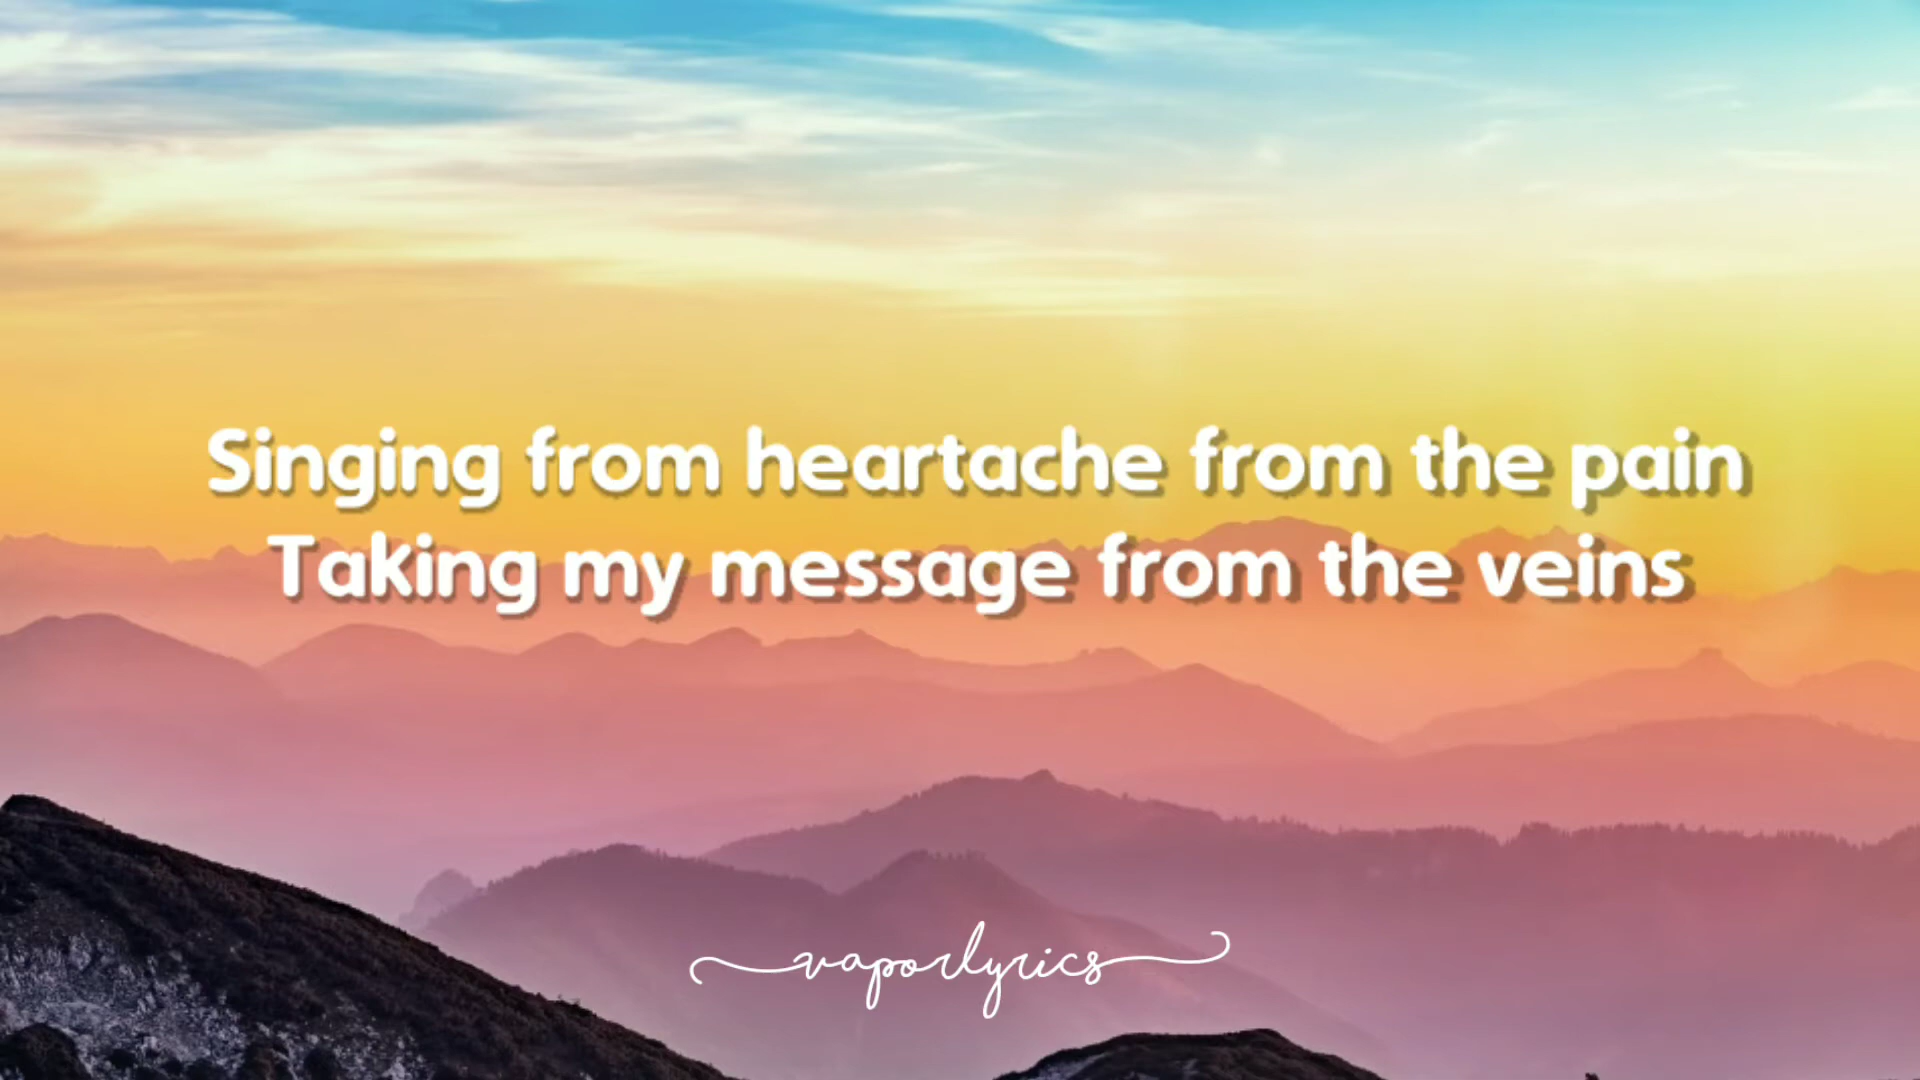 Singing from heartache from the pain
Taking my message from the veins
vaporlyrics